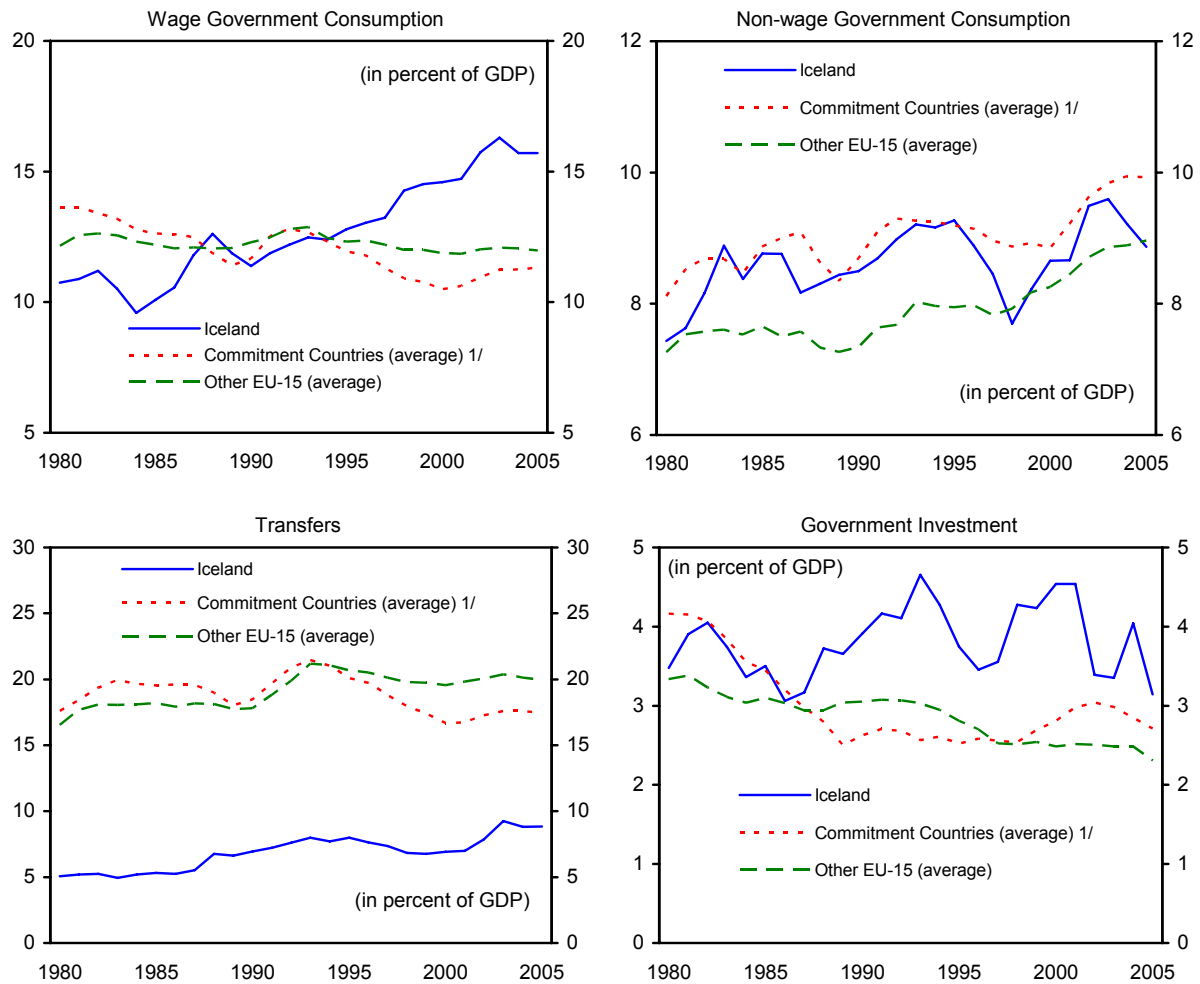 Wage Government Consumption
20
15
10
5
20
15
10
5
(in percent of GDP)
Iceland
Commitment Countries (average) 1/
Other EU-15 (average)
1980 1985 1990 1995 2000 2005
Non-wage Government Consumption
12
10
8
6
12
10
8
6
Iceland
Commitment Countries (average) 1/
Other EU-15 (average)
(in percent of GDP)
1980 1985 1990 1995 2000 2005
Transfers
30
25
20
15
10
5
0
30
25
20
15
10
5
0
Iceland
Commitment Countries (average) 1/
Other EU-15 (average)
(in percent of GDP)
1980 1985 1990 1995 2000 2005
Government Investment
5
4
3
2
1
0
5
4
3
2
1
0
(in percent of GDP)
Iceland
Commitment Countries (average) 1/
Other EU-15 (average)
1980 1985 1990 1995 2000 2005